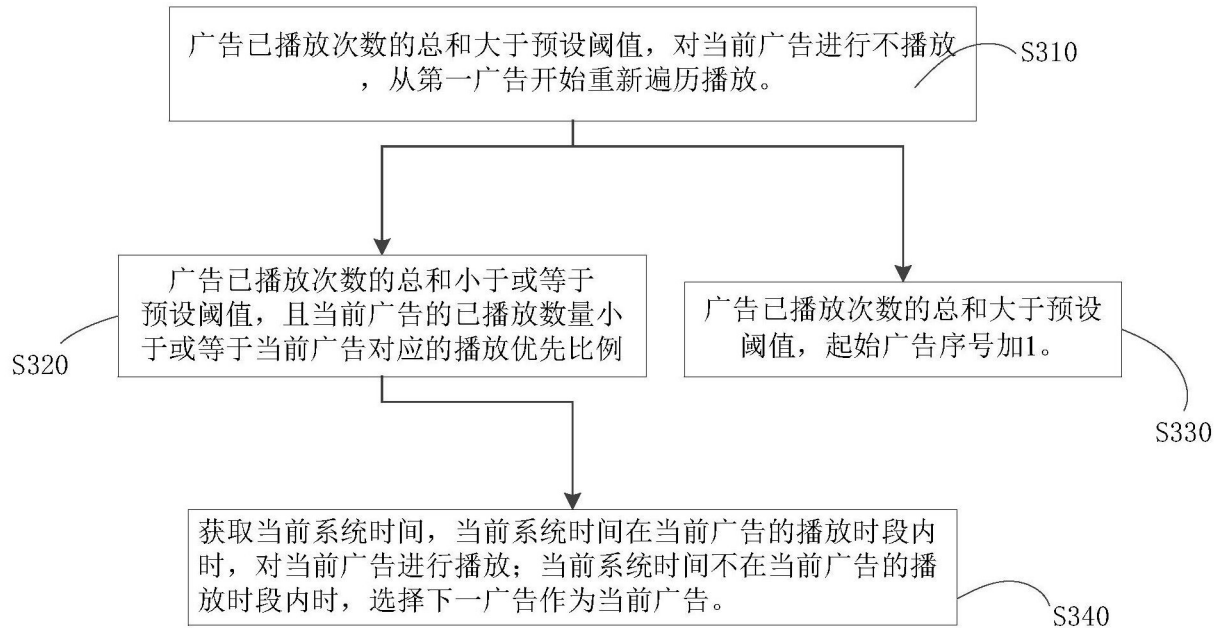 广告已播放次数的总和大于预设阈值，对当前广告进行不播放
，从第一广告开始重新遍历播放。
S310
广告已播放次数的总和小于或等于
预设阈值，且当前广告的已播放数量小
于或等于当前广告对应的播放优先比例
S320
广告已播放次数的总和大于预设
阈值，起始广告序号加1。
S330
获取当前系统时间，当前系统时间在当前广告的播放时段内
时，对当前广告进行播放；当前系统时间不在当前广告的播
放时段内时，选择下一广告作为当前广告。
S340